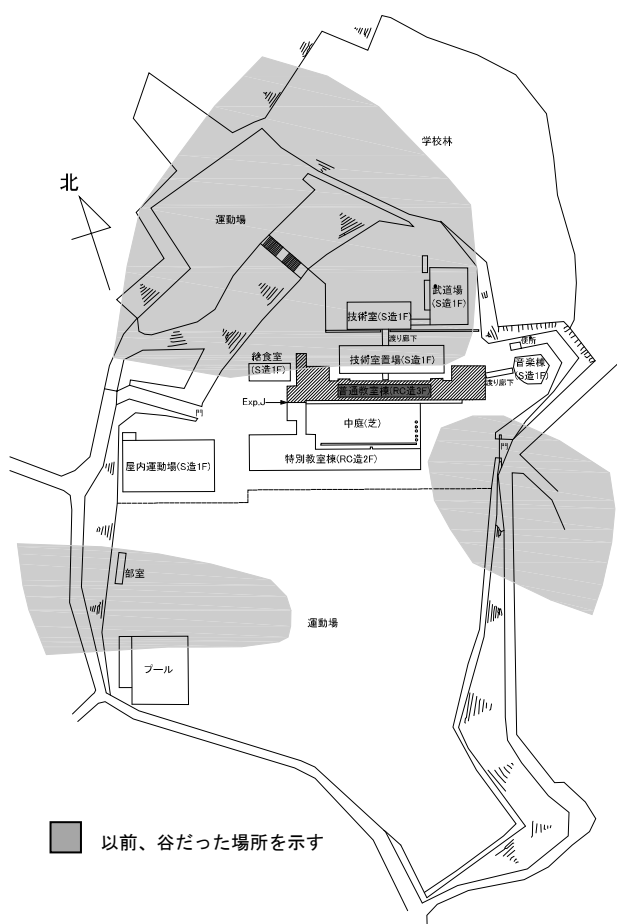 学校林
北
運動場
武道場
(S造1F)
技術室(S造1F)
渡り廊下
便所
給食室
(S造1F)
技術室置場(S造1F)
音楽棟
(S造1F)
渡り廊下
普通教室棟(RC造3F)
Exp.J
門
中庭(芝)
門
屋内運動場(S造1F)
特別教室棟(RC造2F)
部室
運動場
プール
以前、谷だった場所を示す